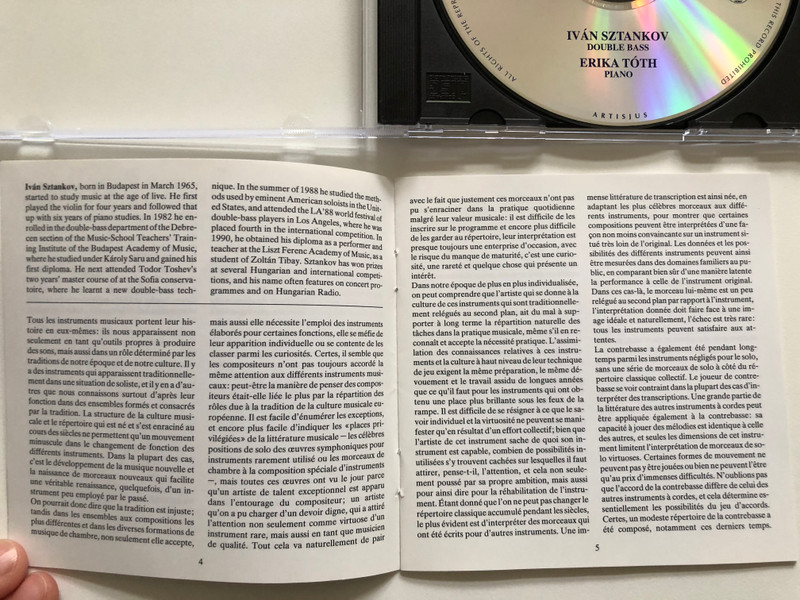 ALL RIGHTS OF THE
THIS RECORD PROHIBITED
IVÁN SZTANKOV
DOUBLE BASS
ERIKA TÓTH
PIANO
ARTISJUS
Iván Sztankov, born in Budapest in March 1965,
started to study music at the age of live. He first
played the violin for four years and followed that
up with six years of piano studies. In 1982 he en-
rolled in the double-bass department of the Debre-
cen section of the Music-School Teachers' Train-
ing Institute of the Budapest Academy of Music,
where he studied under Károly Saru and gained his
first diploma. He next attended Todor Toshev's
two years' master course of at the Sofia conserva-
toire, where he learnt a new double-bass tech-
nique. In the summer of 1988 he studied the meth-
ods used by eminent American soloists in the Unit-
ed States, and attended the LA'88 world festival of
double-bass players in Los Angeles, where he was
placed fourth in the international competition. In
1990, he obtained his diploma as a performer and
teacher at the Liszt Ferenc Academy of Music, as a
student of Zoltán Tibay. Sztankov has won prizes
at several Hungarian and international competi-
tions, and his name often features on concert pro-
grammes and on Hungarian Radio.
Tous les instruments musicaux portent leur his-
toire en eux-mêmes: ils nous apparaissent non
seulement en tant qu'outils propres à produire
des sons, mais aussi dans un rôle déterminé par les
traditions de notre époque et de notre culture. Il y
a des instruments qui apparaissent traditionnelle-
ment dans une situation de soliste, et il y en a d'au-
tres que nous connaissons surtout d'après leur
fonction dans des ensembles formés et consacrés
par la tradition. La structure de la culture musi-
cale et le répertoire qui est né et s'est enraciné au
cours des siècles ne permettent qu'un mouvement
minuscule dans le changement de fonction des
différents instruments. Dans la plupart des cas,
c'est le développement de la musique nouvelle et
la naissance de morceaux nouveaux qui facilite
une véritable renaissance, quelquefois, d'un in-
strument peu employé par le passé.
On pourrait donc dire que la tradition est injuste;
tandis dans les ensembles aux compositions les
plus différentes et dans les diverses formations de
musique de chambre, non seulement elle accepte,
mais aussi elle nécessite l'emploi des instruments
élaborés pour certaines fonctions, elle se méfie de
leur apparition individuelle ou se contente de les
classer parmi les curiosités. Certes, il semble que
les compositeurs n'ont pas toujours accordé la
même attention aux différents instruments musi-
caux: peut-être la manière de penser des compos-
iteurs était-elle liée le plus par la répartition des
rôles due à la tradition de la culture musicale eu-
ropéenne. Il est facile d'énumérer les exceptions,
et encore plus facile d'indiquer les «places pri-
vilégiées» de la littérature musicale — les célèbres
positions de solo des œuvres symphoniques pour
instruments rarement utilisé ou les morceaux de
chambre à la composition spéciale d'instruments
—, mais toutes ces œuvres ont vu le jour parce
qu'un artiste de talent exceptionnel est apparu
dans l'entourage du compositeur; un artiste
qu'on a pu charger d'un devoir digne, qui a attiré
l'attention non seulement comme virtuose d'un
instrument rare, mais aussi en tant que musicien
de qualité. Tout cela va naturellement de pair
4
avec le fait que justement ces morceaux n'ont pas
pu s'enraciner dans la pratique quotidienne
malgré leur valeur musicale: il est difficile de les
inscrire sur le programme et encore plus difficile
de les garder au répertoire, leur interprétation est
presque toujours une enterprise d'occasion, avec
le risque du manque de maturité, c'est une curio-
sité, une rareté et quelque chose qui présente un
intérêt.
Dans notre époque de plus en plus individualisée,
on peut comprendre que l'artiste qui se donne à la
culture de ces instruments qui sont traditionnelle-
ment relégués au second plan, ait du mal à sup-
porter à long terme la répartition naturelle des
tâches dans la pratique musicale, même s'il en re-
connaît et accepte la nécessité pratique. L'assimi-
lation des connaissances relatives à ces instru-
ments et la culture à haut niveau de leur technique
de jeu exigent la même préparation, le même dé-
vouement et le travail assidu de longues années
que ce qu'il faut pour les instruments qui ont ob-
tenu une place plus brillante sous les feux de la
rampe. Il est difficile de se résigner à ce que le sa-
voir individuel et la virtuosité ne peuvent se mani-
fester qu'en résultat d'un effort collectif; bien que
l'artiste de cet instrument sache de quoi son in-
strument est capable, combien de possibilités in-
utilisées s'y trouvent cachées sur lesquelles il faut
attirer, pense-t-il, l'attention, et cela non seule-
ment poussé par sa propre ambition, mais aussi
pour ainsi dire pour la réhabilitation de l'instru-
ment. Étant donné que l'on ne peut pas changer le
répertoire classique accumulé pendant les siècles,
le plus évident est d'interpréter des morceaux qui
ont été écrits pour d'autres instruments. Une im-
mense littérature de transcription est ainsi née, en
adaptant les plus célèbres morceaux aux diffé-
rents instruments, pour montrer que certaines
compositions peuvent être interprétées d'une fa-
çon non moins convaincante sur un instrument si-
tué très loin de l'original. Les données et les pos-
sibilités des différents instruments peuvent ainsi
être mesurées dans des domaines familiers au pu-
blic, en comparant bien sûr d'une manière latente
la performance à celle de l'instrument original.
Dans ces cas-là, le morceau lui-même est un peu
relégué au second plan par rapport à l'instrument,
l'interprétation donnée doit faire face à une im-
age idéale et naturellement, l'échec est très rare:
tous les instruments peuvent satisfaire aux at-
tentes.
La contrebasse a également été pendant long-
temps parmi les instruments négligés pour le solo,
sans une série de morceaux de solo à côté du ré-
pertoire classique collectif. Le joueur de contre-
basse se voir contraint dans la plupart des cas d'in-
terpréter des transcriptions. Une grande partie de
la littérature des autres instruments à cordes peut
être appliquée également à la contrebasse: sa
capacité à jouer des mélodies est identique à celle
des autres, et seules les dimensions de cet instru-
ment limitent l'interprétation de morceaux de so-
lo virtuoses. Certaines formes de mouvement ne
peuvent pas y être jouées ou bien ne peuvent l'être
qu'au prix d'immenses difficultés. N'oublions pas
que l'accord de la contrebasse diffère de celui des
autres instruments à cordes, et cela détermine es-
sentiellement les possibilités du jeu d'accords.
Certes, un modeste répertoire de la contrebasse a
été composé, notamment ces derniers temps.
5